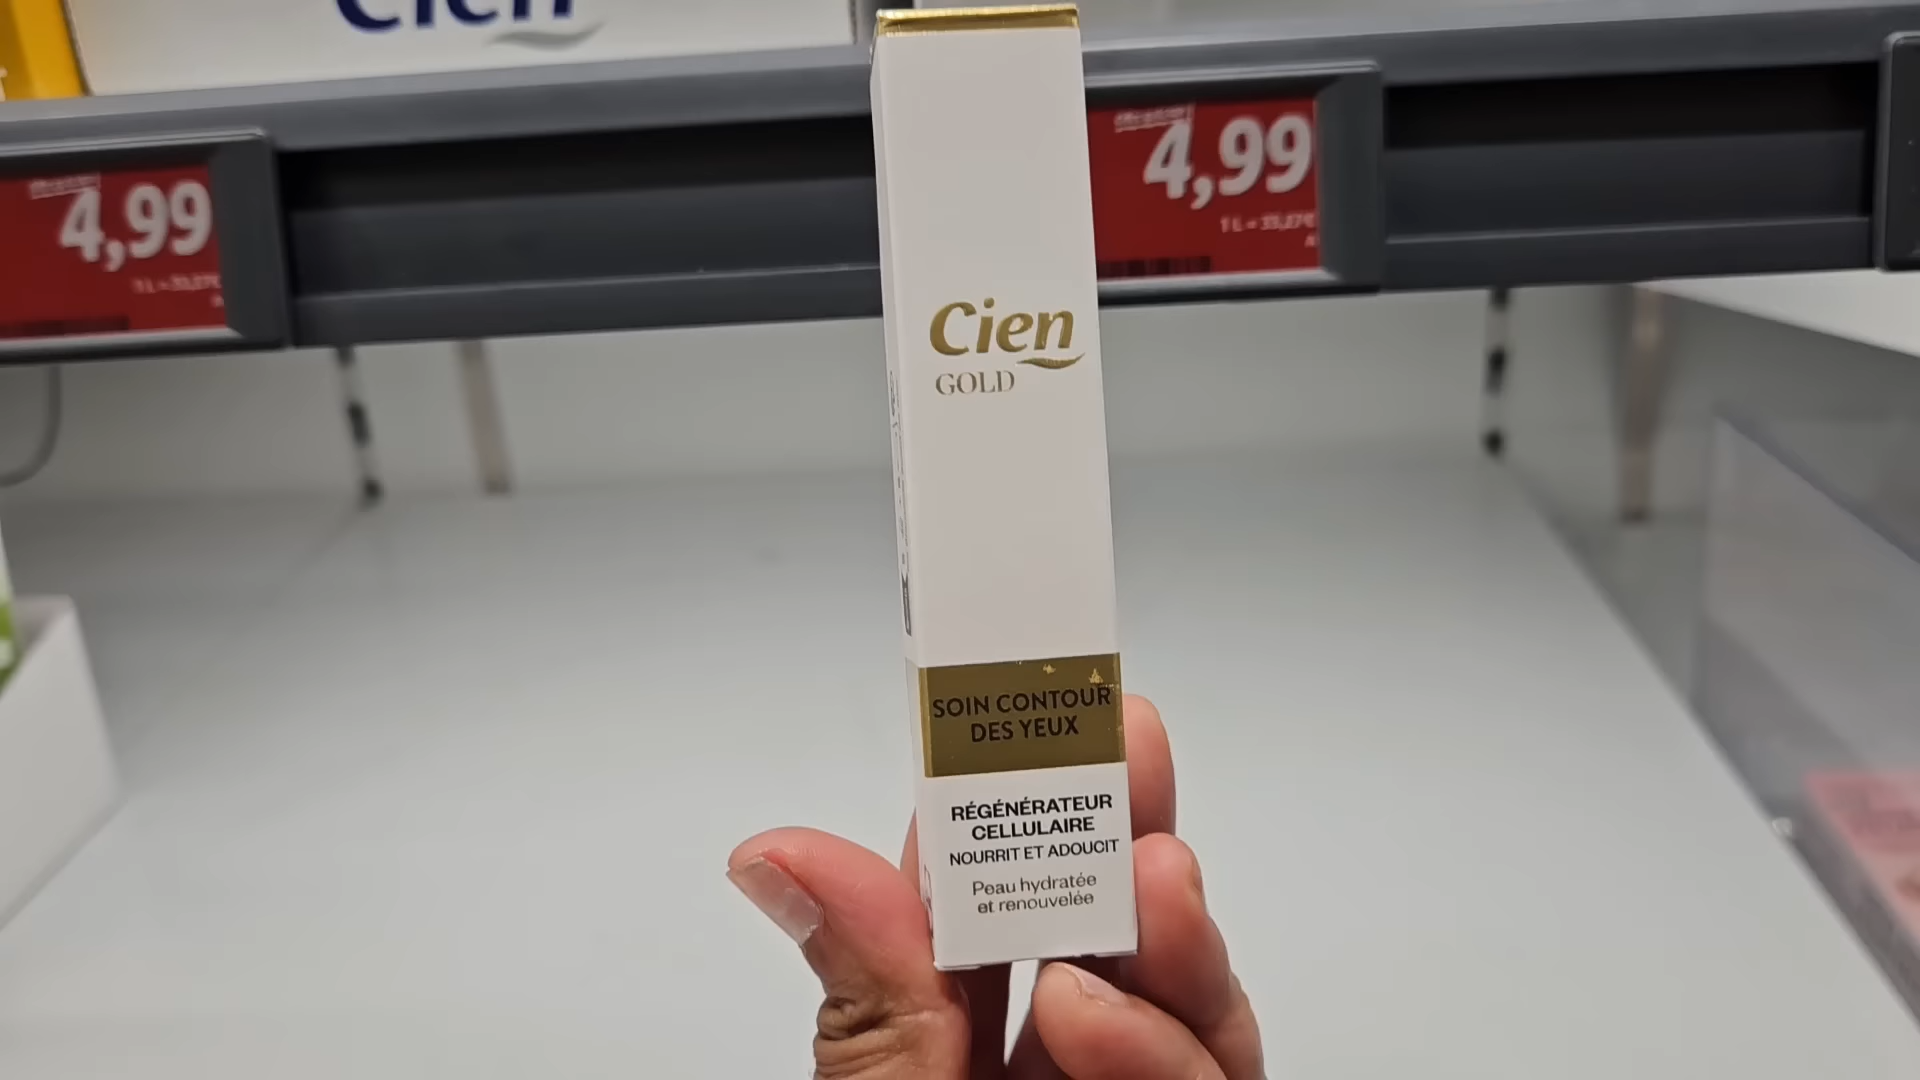 Cien
4,99
4,99
Cien
GOLD
SOIN CONTOUR
DES YEUX
RÉGÉNÉRATEUR
CELLULAIRE
NOURRIT ET ADOUCIT
Peau hydratée
et renouvelée